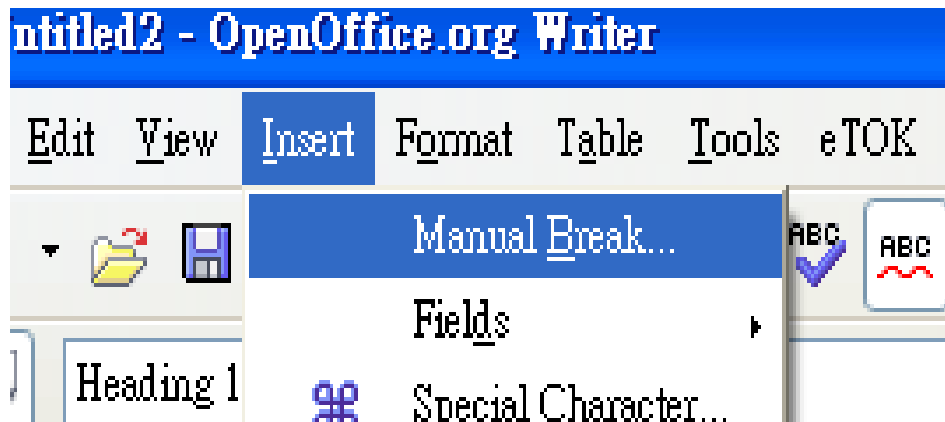 ntitled2 - OpenOffice.org Writer
Edit View Insert Format Table Tools eTOK
Manual Break...
ABC
ABC
Fields
Heading 1
Special Character...